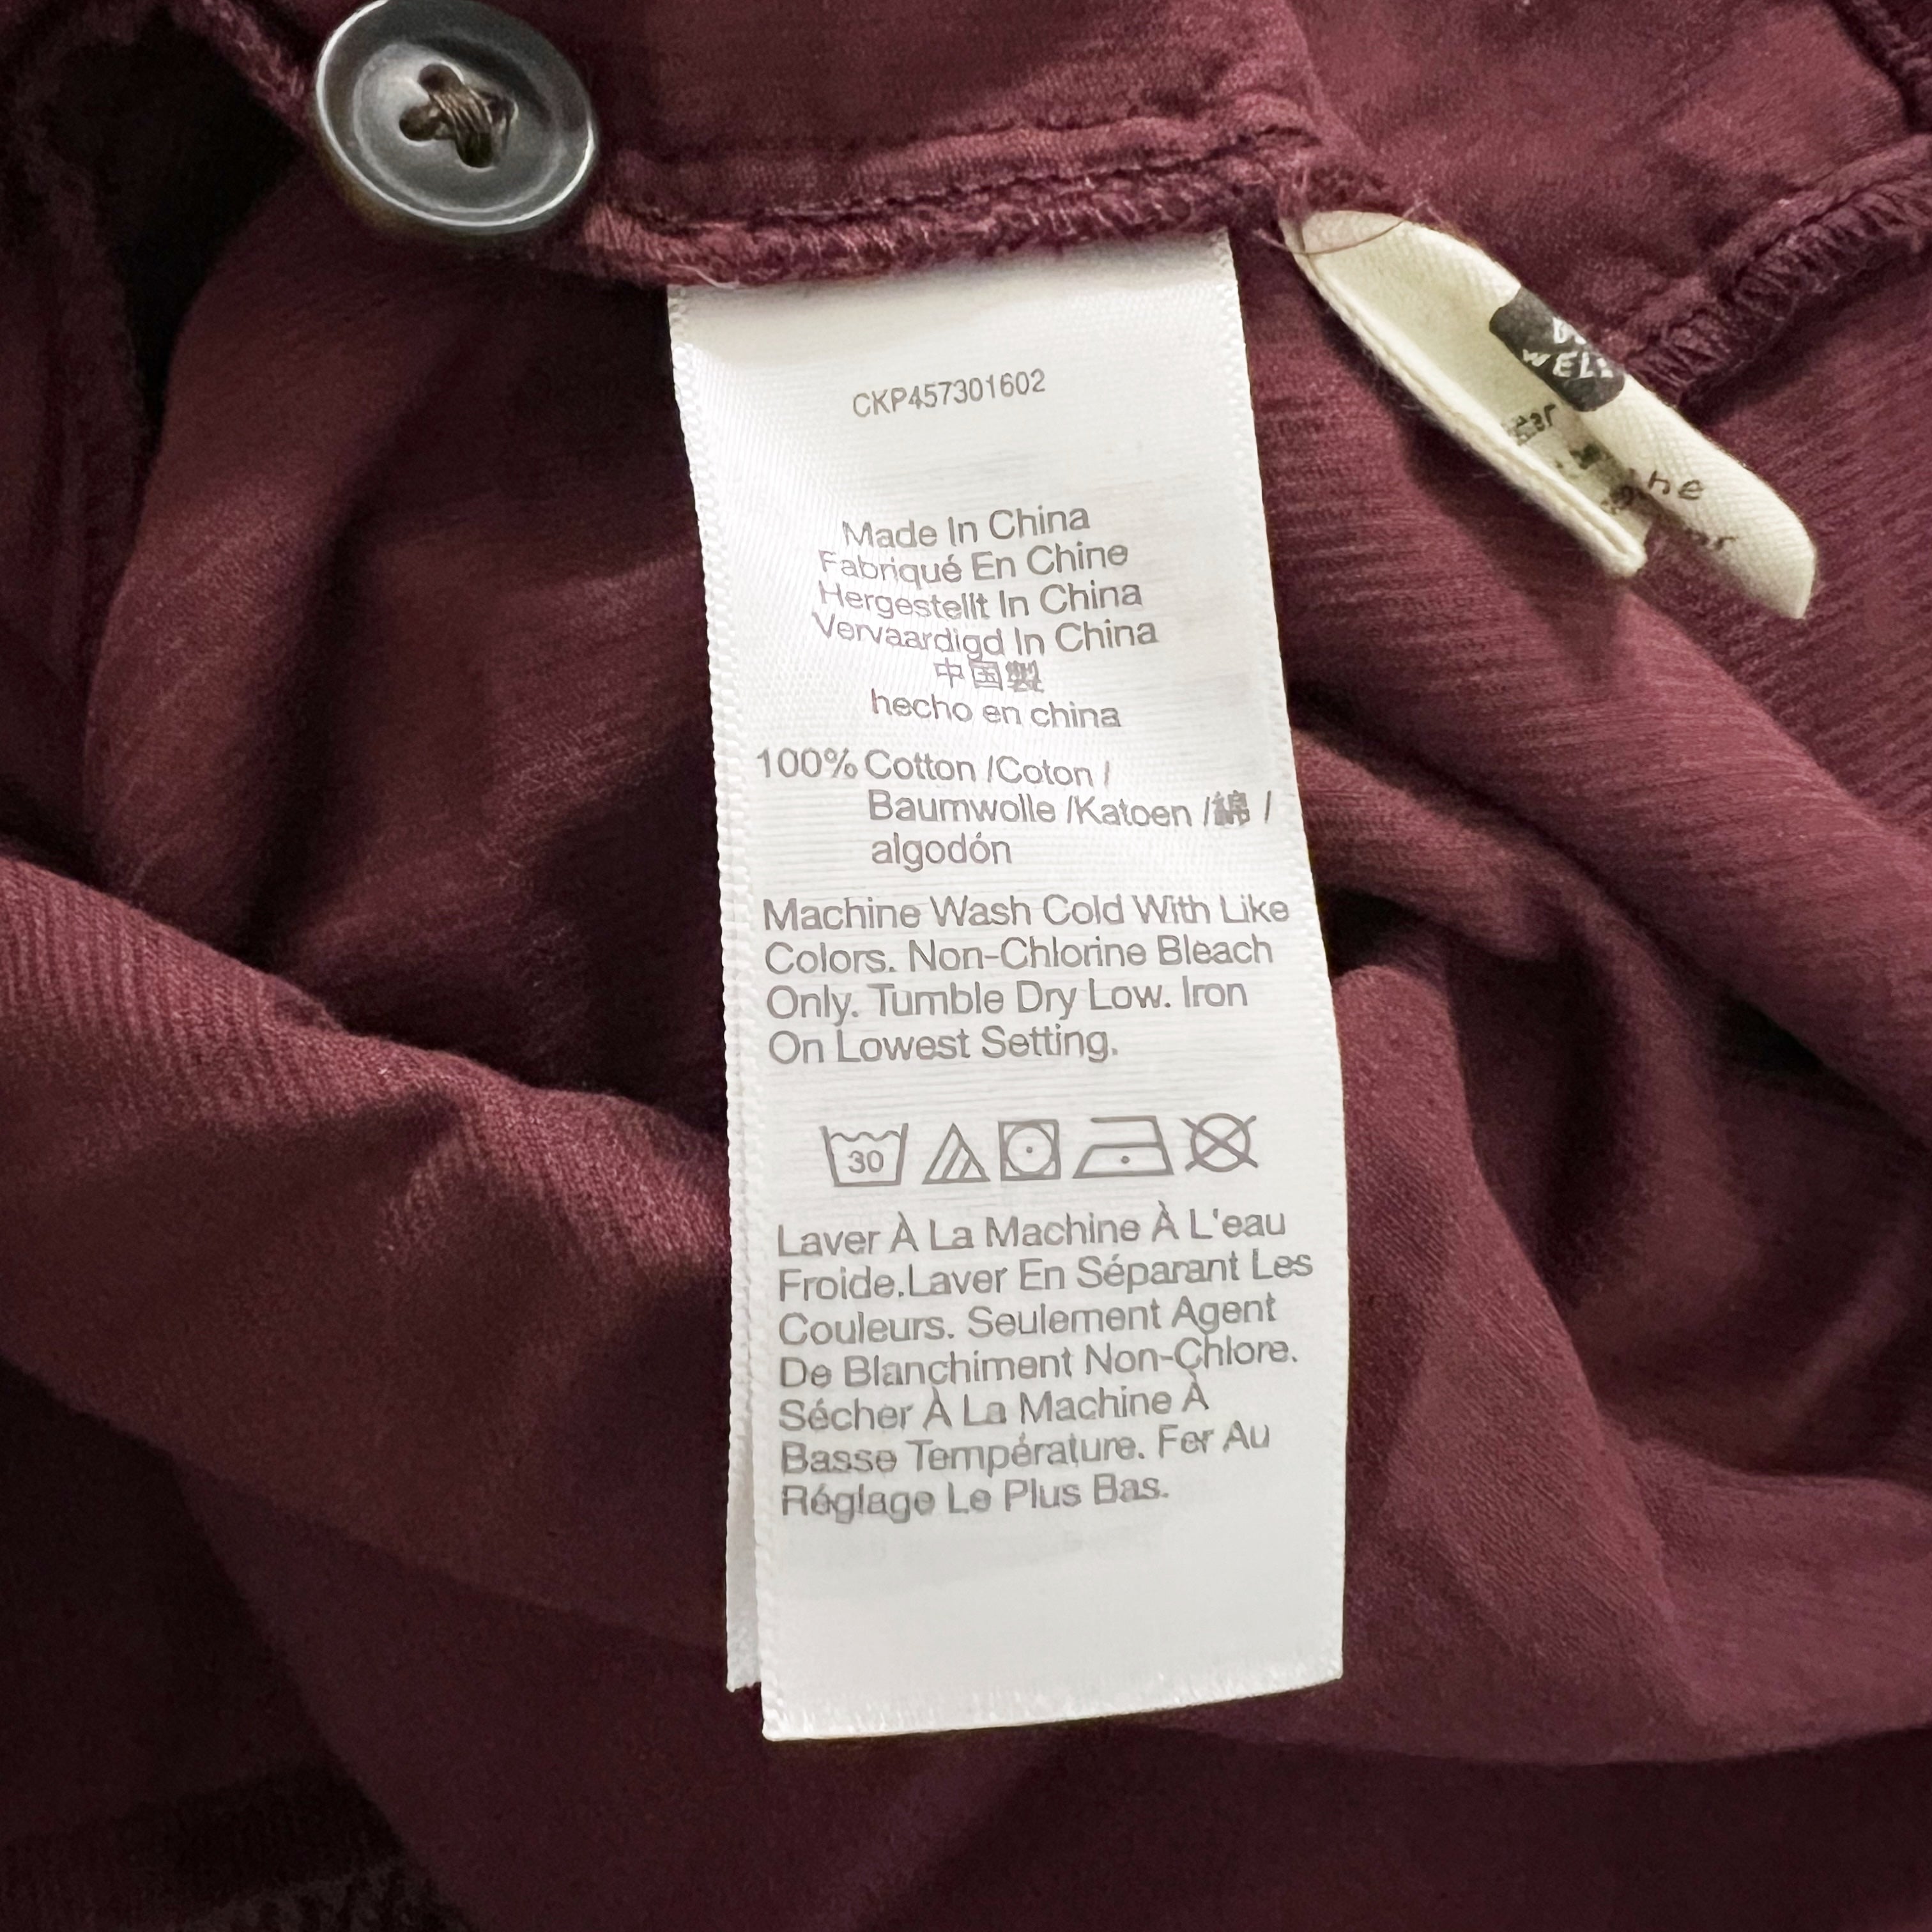 CKP457301602
Made In China
Fabriqué En Chine
Hergestellt In China
Vervaardigd In China
中国製
hecho en china
100% Cotton /Coton /
Baumwolle /Katoen /綿 /
algodón
Machine Wash Cold With Like
Colors. Non-Chlorine Bleach
Only. Tumble Dry Low. Iron
On Lowest Setting.
30
Laver À La Machine À L'eau
Froide.Laver En Séparant Les
Couleurs. Seulement Agent
De Blanchiment Non-Chlore.
Sécher À La Machine À
Basse Température. Fer Au
Réglage Le Plus Bas.